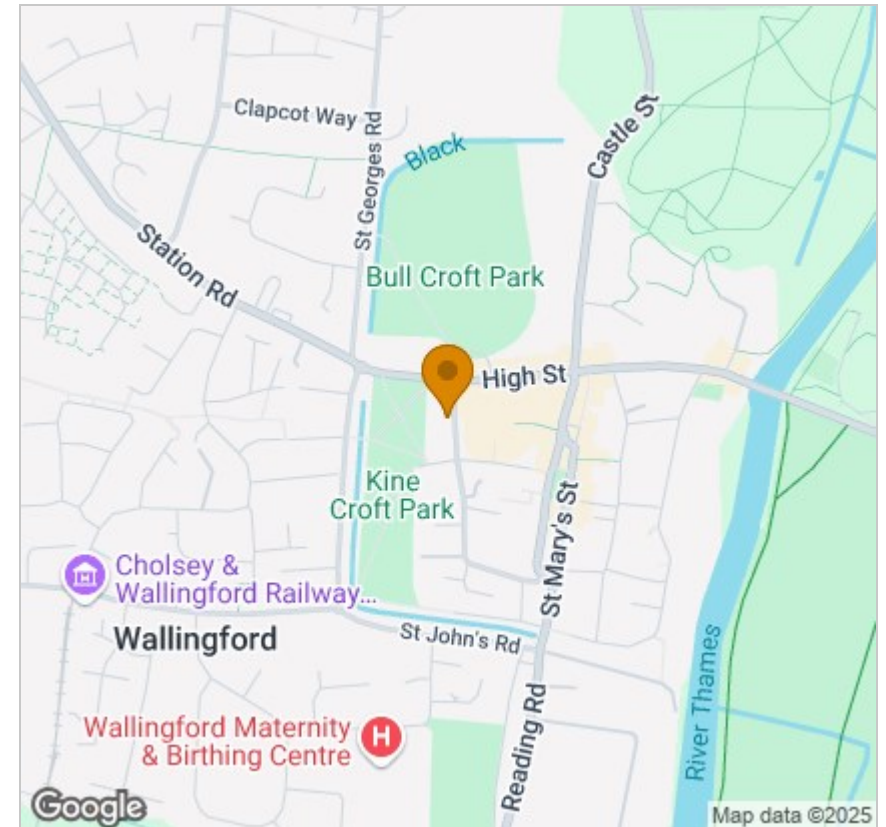 Clapcot Way
St Georges Rd
Black
Castle St
Station Rd
Bull Croft Park
High St
Kine
Croft Park
St Mary's St
Cholsey &
Wallingford Railway...
Wallingford
St John's Rd
River Thames
Wallingford Maternity
& Birthing Centre
H
Reading Rd
Google
Map data ©2025